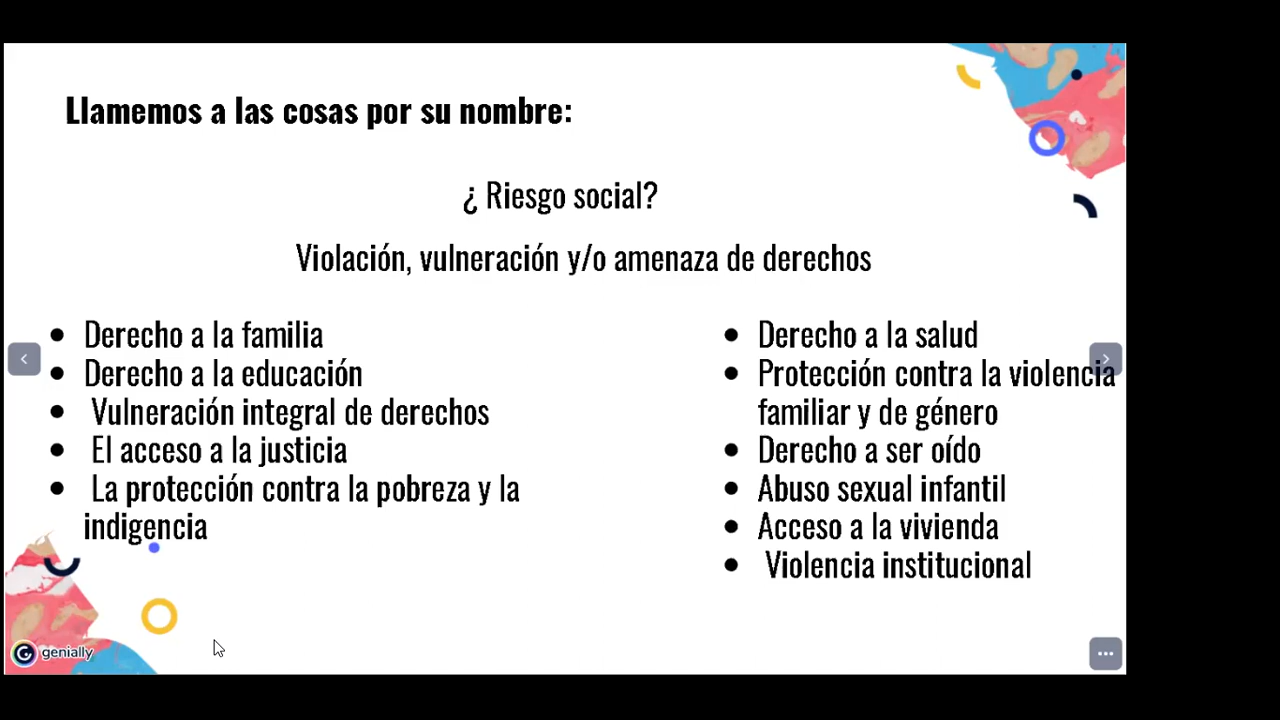 Llamemos a las cosas por su nombre:
¿ Riesgo social?
Violación, vulneración y/o amenaza de derechos
Derecho a la familia
Derecho a la educación
Vulneración integral de derechos
El acceso a la justicia
La protección contra la pobreza y la
indigencia
Derecho a la salud
Protección contra la violencia
familiar y de género
Derecho a ser oído
Abuso sexual infantil
Acceso a la vivienda
Violencia institucional
genially